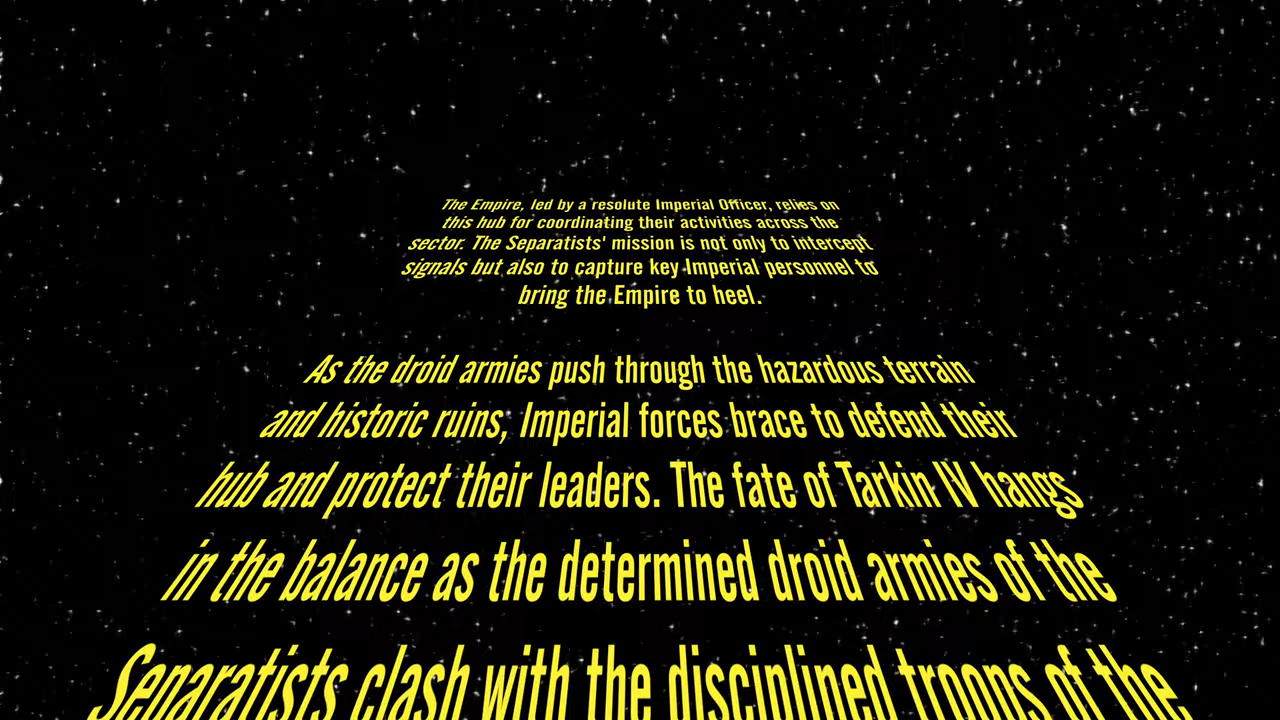 The Empire, led by a resolute Imperial Officer, relies on
this hub for coordinating their activities across the
sector. The Separatists' mission is not only to intercept
signals but also to capture key Imperial personnel to
bring the Empire to heel.
As the droid armies push through the hazardous terrain
and historic ruins, Imperial forces brace to defend their
hub and protect their leaders. The fate of Tarkin IV hangs
in the balance as the determined droid armies of the
Separatists clash with the disciplined troops of the